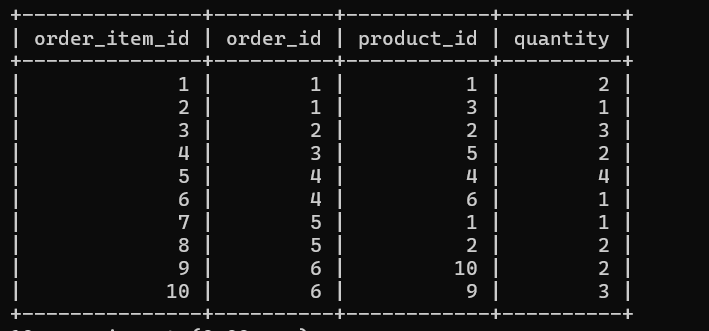 +---------------+----------+------------+----------+
| order_item_id | order_id | product_id | quantity |
+---------------+----------+------------+----------+
|             1 |        1 |          1 |        2 |
|             2 |        1 |          3 |        1 |
|             3 |        2 |          2 |        3 |
|             4 |        3 |          5 |        2 |
|             5 |        4 |          4 |        4 |
|             6 |        4 |          6 |        1 |
|             7 |        5 |          1 |        1 |
|             8 |        5 |          2 |        2 |
|             9 |        6 |         10 |        2 |
|            10 |        6 |          9 |        3 |
+---------------+----------+------------+----------+